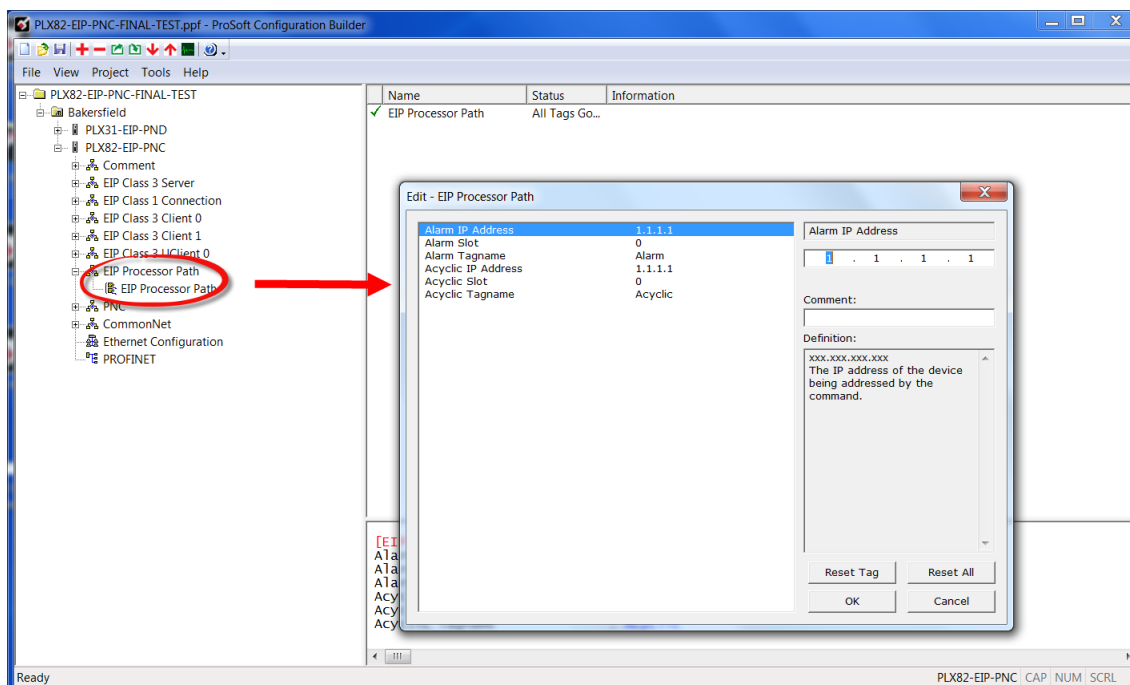 PLX82-EIP-PNC-FINAL-TEST.ppf - ProSoft Configuration Builder
File View Project Tools Help
PLX82-EIP-PNC-FINAL-TEST
Bakersfield
PLX31-EIP-PND
PLX82-EIP-PNC
Comment
EIP Class 3 Server
EIP Class 1 Connection
EIP Class 3 Client 0
EIP Class 3 Client 1
EIP Class 3 UClient 0
EIP Processor Path
EIP Processor Path
PNC
CommonNet
Ethernet Configuration
PROFINET
Name Status Information
EIP Processor Path All Tags Go...
Edit - EIP Processor Path
Alarm IP Address 1.1.1.1
Alarm Slot 0
Alarm Tagname Alarm
Acyclic IP Address 1.1.1.1
Acyclic Slot 0
Acyclic Tagname Acyclic
Alarm IP Address
1 . 1 . 1 . 1
Comment:
Definition:
xxx.xxx.xxx.xxx
The IP address of the device
being addressed by the
command.
Reset Tag Reset All
OK Cancel
[EI
Ala
Ala
Ala
Acy
Acy
Acy
Ready PLX82-EIP-PNC CAP NUM SCRL